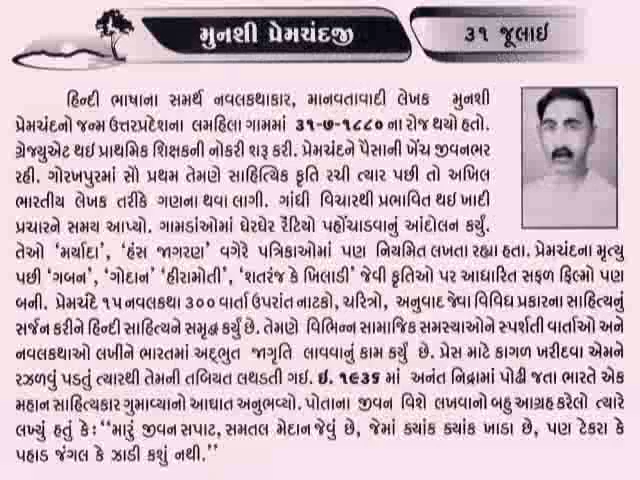 મુનશી પ્રેમચંદજી
૩૧ જૂલાઈ
હિન્દી ભાષાના સમર્થ નવલકથાકાર, માનવતાવાદી લેખક મુનશી
પ્રેમચંદનો જન્મ ઉત્તરપ્રદેશના લમહિલા ગામમાં ૩૧-૭-૧૮૮૦ ના રોજ થયો હતો.
ગ્રેજ્યુએટ થઈ પ્રાથમિક શિક્ષકની નોકરી શરૂ કરી. પ્રેમચંદને પૈસાની ખેંચ જીવનભર
રહી. ગોરખપુરમાં સૌ પ્રથમ તેમણે સાહિત્યિક કૃતિ રચી ત્યાર પછી તો અખિલ
ભારતીય લેખક તરીકે ગણના થવા લાગી. ગાંધી વિચારથી પ્રભાવિત થઇ ખાદી
પ્રચારને સમય આપ્યો. ગામડાંઓમાં ઘેરઘેર રેંટિયો પહોંચાડવાનું આંદોલન કર્યું.
તેઓ ‘મર્યાદા’, ‘હંસ જાગરણ’ વગેરે પત્રિકાઓમાં પણ નિયમિત લખતા રહ્યા હતા. પ્રેમચંદના મૃત્યુ
પછી ‘ગબન’, ‘ગોદાન’ ‘હીરામોતી’, ‘શતરંજ કે ખિલાડી’ જેવી કૃતિઓ પર આધારિત સફળ ફિલ્મો પણ
બની. પ્રેમચંદે ૧૫ નવલકથા ૩૦૦ વાર્તા ઉપરાંત નાટકો, ચરિત્રો, અનુવાદ જેવા વિવિધ પ્રકારના સાહિત્યનું
સર્જન કરીને હિન્દી સાહિત્યને સમૃદ્ધ કર્યું છે. તેમણે વિભિન્ન સામાજિક સમસ્યાઓને સ્પર્શતી વાર્તાઓ અને
નવલકથાઓ લખીને ભારતમાં અદ્દભુત જાગૃતિ લાવવાનું કામ કર્યું છે. પ્રેસ માટે કાગળ ખરીદવા એમને
રઝળવું પડતું ત્યારથી તેમની તબિયત લથડતી ગઇ. ઇ. ૧૯૩૬ માં અનંત નિદ્રામાં પોઢી જતા ભારતે એક
મહાન સાહિત્યકાર ગુમાવ્યાનો આઘાત અનુભવ્યો. પોતાના જીવન વિશે લખવાનો બહુ આગ્રહ કરેલો ત્યારે
લખ્યું હતું કે: “મારું જીવન સપાટ, સમતલ મેદાન જેવું છે, જેમાં ક્યાંક ક્યાંક ખાડા છે, પણ ટેકરા કે
પહાડ જંગલ કે ઝાડી કશું નથી.”